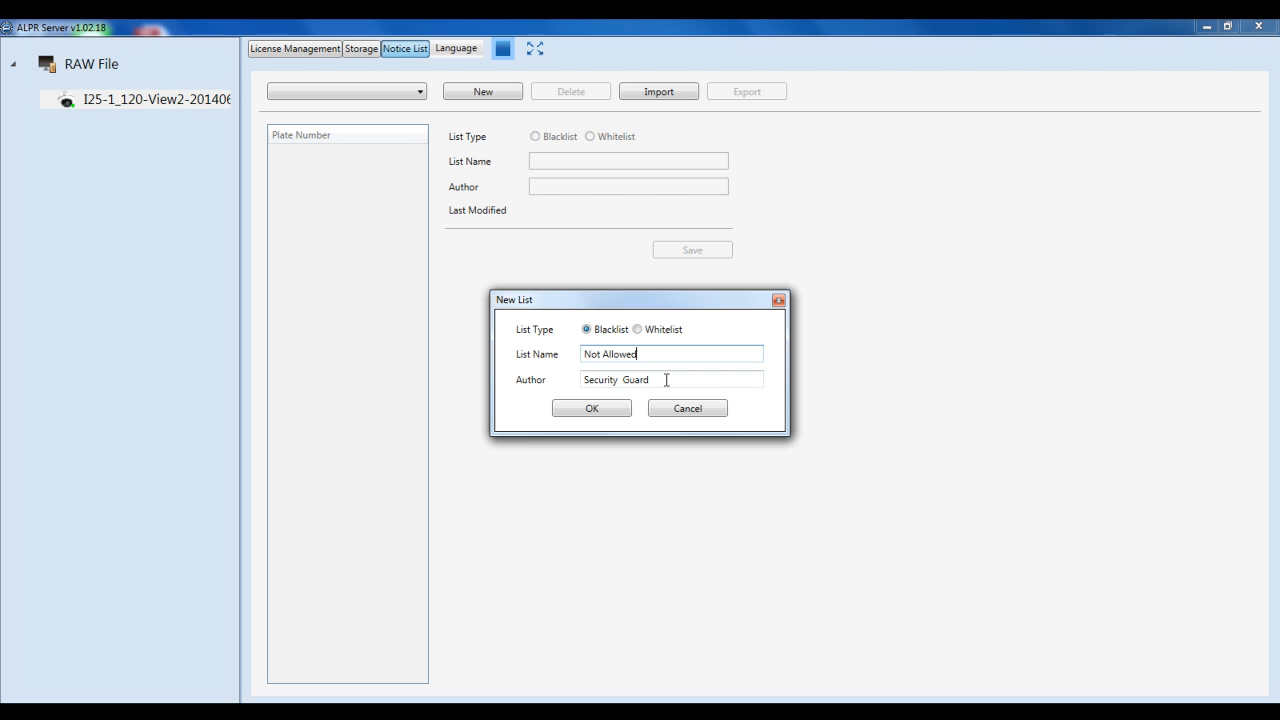 ALPR Server v1.02.18
RAW File
I25-1_120-View2-201406
License Management Storage Notice List Language
New Delete Import Export
Plate Number
List Type Blacklist Whitelist
List Name
Author
Last Modified
Save
New List
List Type Blacklist Whitelist
List Name Not Allowed
Author Security Guard
OK Cancel